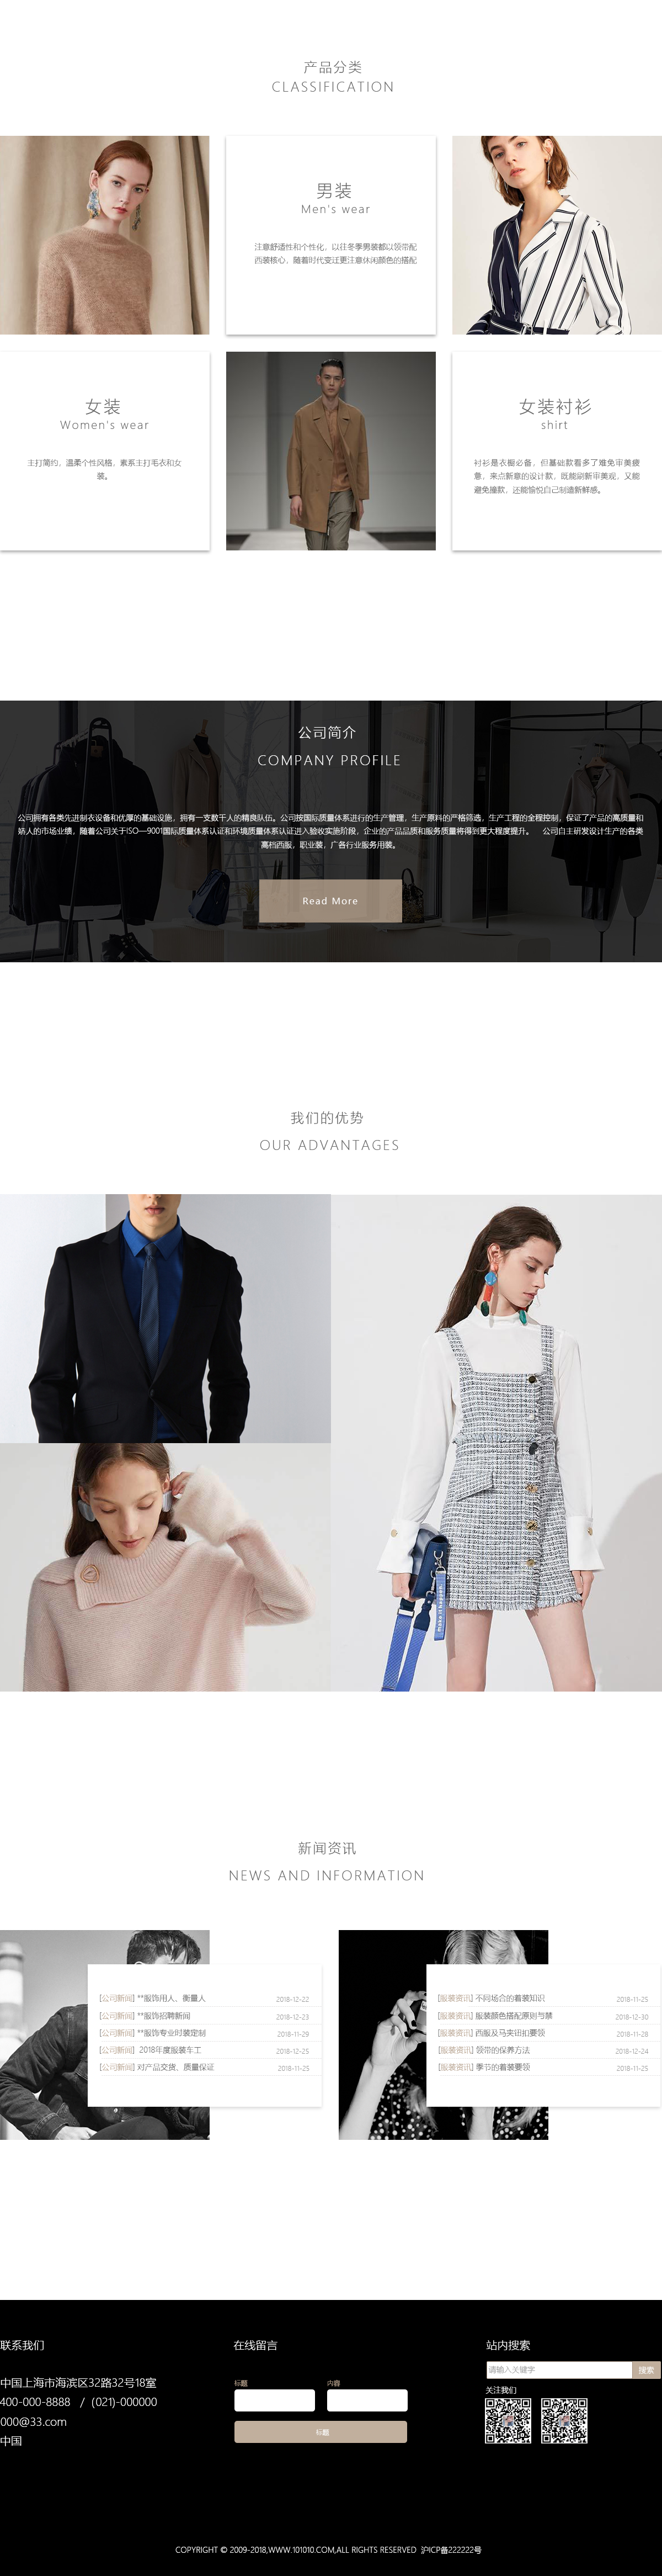 产品分类
CLASSIFICATION
男装
Men's wear
注意舒适性和个性化，以往冬季男装都以领带配
西装核心，随着时代变迁更注意休闲颜色的搭配
女装
Women's wear
主打简约，温柔个性风格，素系主打毛衣和女
装。
女装衬衫
shirt
衬衫是衣橱必备，但基础款看多了难免审美疲
惫，来点新意的设计款，既能刷新审美观，又能
避免撞款，还能愉悦自己制造新鲜感。
公司简介
COMPANY PROFILE
公司拥有各类先进制衣设备和优厚的基础设施，拥有一支数千人的精良队伍。公司按国际质量体系进行的生产管理，生产原料的严格筛选，生产工程的全程控制，保证了产品的高质量和
骄人的市场业绩，随着公司关于ISO—9001国际质量体系认证和环境质量体系认证进入验收实施阶段，企业的产品品质和服务质量将得到更大程度提升。 公司自主研发设计生产的各类
高档西服，职业装，广各行业服务用装。
Read More
我们的优势
OUR ADVANTAGES
make it happen
新闻资讯
NEWS AND INFORMATION
[公司新闻] **服饰用人、衡量人 2018-12-22
[公司新闻] **服饰招聘新闻 2018-12-23
[公司新闻] **服饰专业时装定制 2018-11-29
[公司新闻] 2018年度服装车工 2018-12-25
[公司新闻] 对产品交货、质量保证 2018-11-25
[服装资讯] 不同场合的着装知识 2018-11-25
[服装资讯] 服装颜色搭配原则与禁 2018-12-30
[服装资讯] 西服及马夹钮扣要领 2018-11-28
[服装资讯] 领带的保养方法 2018-12-24
[服装资讯] 季节的着装要领 2018-11-25
联系我们
中国上海市海滨区32路32号18室
400-000-8888 / (021)-000000
000@33.com
中国
在线留言
标题 内容
标题
站内搜索
请输入关键字 搜索
关注我们
COPYRIGHT © 2009-2018,WWW.101010.COM,ALL RIGHTS RESERVED 沪ICP备222222号